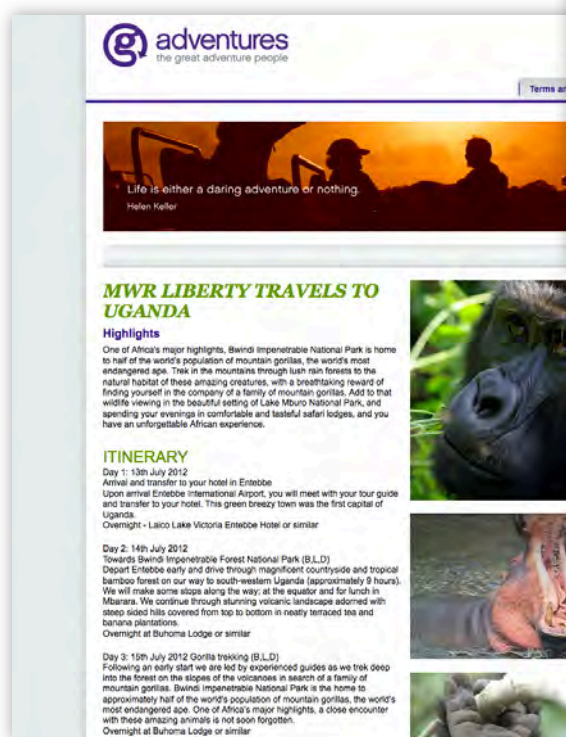 g adventures
the great adventure people
Terms an
Life is either a daring adventure or nothing.
Helen Keller
MWR LIBERTY TRAVELS TO
UGANDA
Highlights
One of Africa's major highlights, Bwindi Impenetrable National Park is home
to half of the world's population of mountain gorillas, the world's most
endangered ape. Trek in the mountains through lush rain forests to the
natural habitat of these amazing creatures, with a breathtaking reward of
finding yourself in the company of a family of mountain gorillas. Add to that
wildlife viewing in the beautiful setting of Lake Mburo National Park, and
spending your evenings in comfortable and tasteful safari lodges, and you
have an unforgettable African experience.
ITINERARY
Day 1: 13th July 2012
Arrival and transfer to your hotel in Entebbe
Upon arrival Entebbe International Airport, you will meet with your tour guide
and transfer to your hotel. This green breezy town was the first capital of
Uganda.
Overnight - Laico Lake Victoria Entebbe Hotel or similar
Day 2: 14th July 2012
Towards Bwindi Impenetrable Forest National Park (B,L,D)
Depart Entebbe early and drive through magnificent countryside and tropical
bamboo forest on our way to south-western Uganda (approximately 9 hours).
We will make some stops along the way; at the equator and for lunch in
Mbarara. We continue through stunning volcanic landscape adorned with
steep sided hills covered from top to bottom in neatly terraced tea and
banana plantations.
Overnight at Buhoma Lodge or similar
Day 3: 15th July 2012 Gorilla trekking (B,L,D)
Following an early start we are led by experienced guides as we trek deep
into the forest on the slopes of the volcanoes in search of a family of
mountain gorillas. Bwindi Impenetrable National Park is the home to
approximately half of the world's population of mountain gorillas, the world's
most endangered ape. One of Africa's major highlights, a close encounter
with these amazing animals is not soon forgotten.
Overnight at Buhoma Lodge or similar